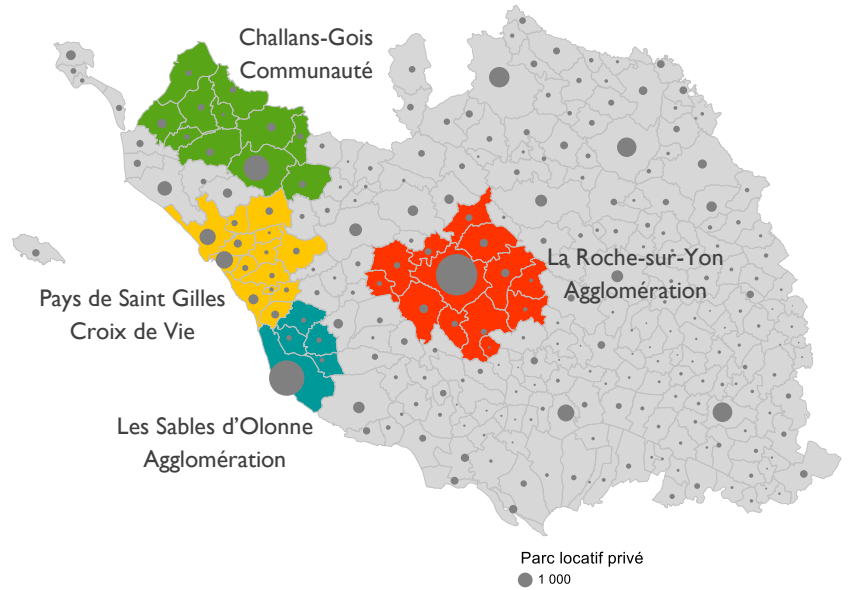 Challans-Gois
Communauté
La Roche-sur-Yon
Agglomération
Pays de Saint Gilles
Croix de Vie
Les Sables d’Olonne
Agglomération
Parc locatif privé
1 000